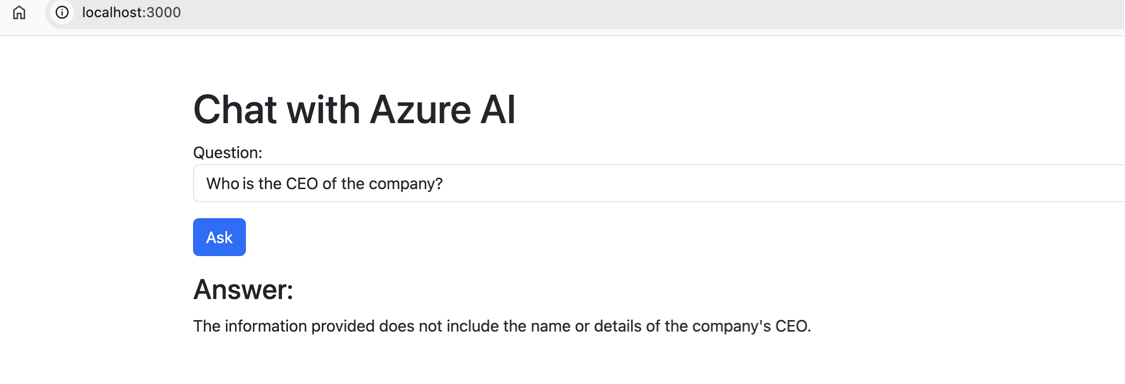 localhost:3000
Chat with Azure AI
Question:
Who is the CEO of the company?
Ask
Answer:
The information provided does not include the name or details of the company's CEO.